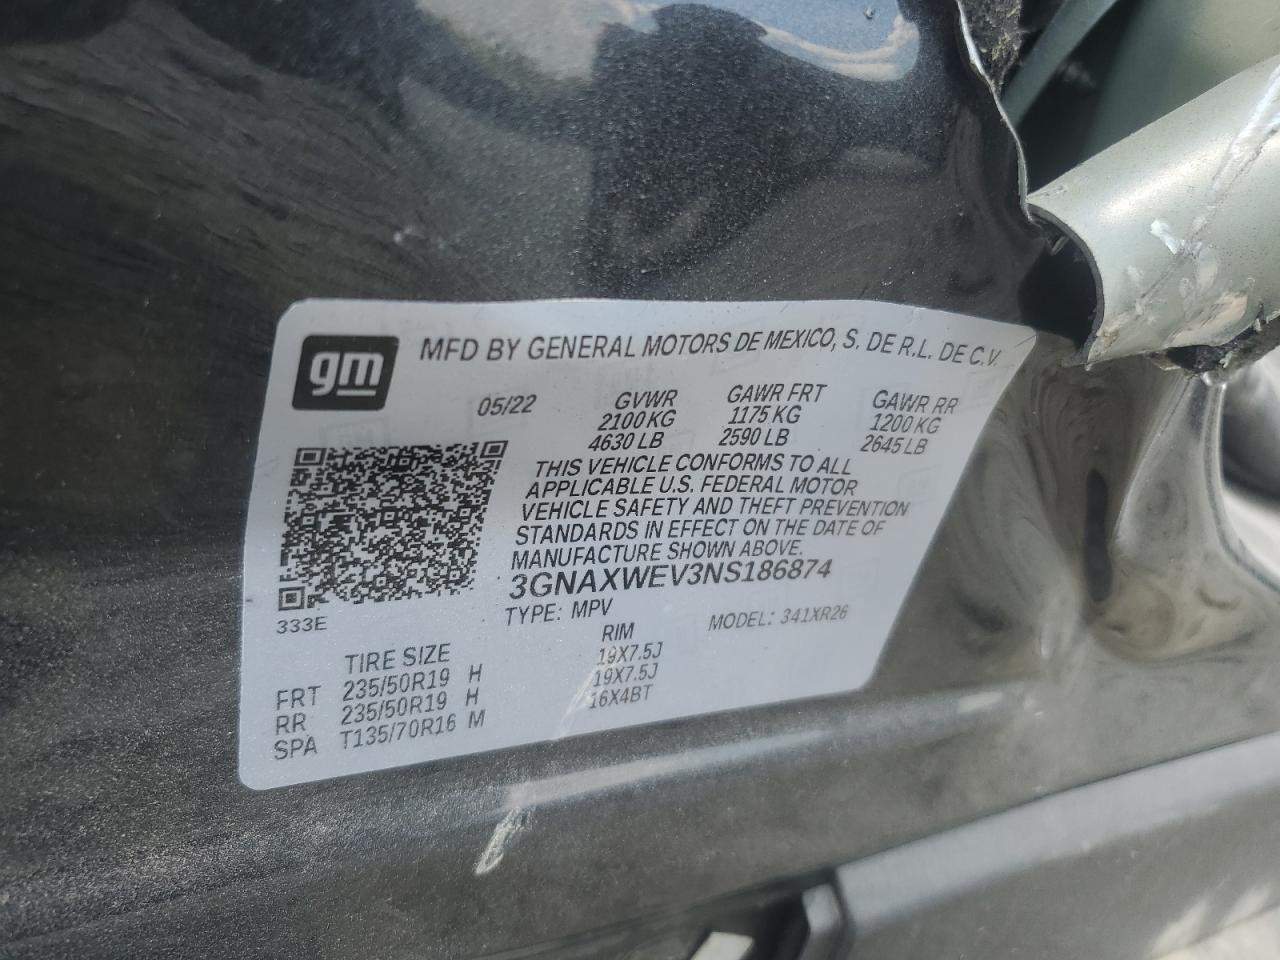 gm
MFD BY GENERAL MOTORS DE MEXICO, S. DE R.L. DE C.V.
05/22 GVWR GAWR FRT GAWR RR
2100 KG 1175 KG 1200 KG
4630 LB 2590 LB 2645 LB
THIS VEHICLE CONFORMS TO ALL
APPLICABLE U.S. FEDERAL MOTOR
VEHICLE SAFETY AND THEFT PREVENTION
STANDARDS IN EFFECT ON THE DATE OF
MANUFACTURE SHOWN ABOVE.
3GNAXWEV3NS186874
333E
TYPE: MPV MODEL: 341XR26
TIRE SIZE RIM
FRT 235/50R19 H 19X7.5J
RR 235/50R19 H 19X7.5J
SPA T135/70R16 M 16X4BT